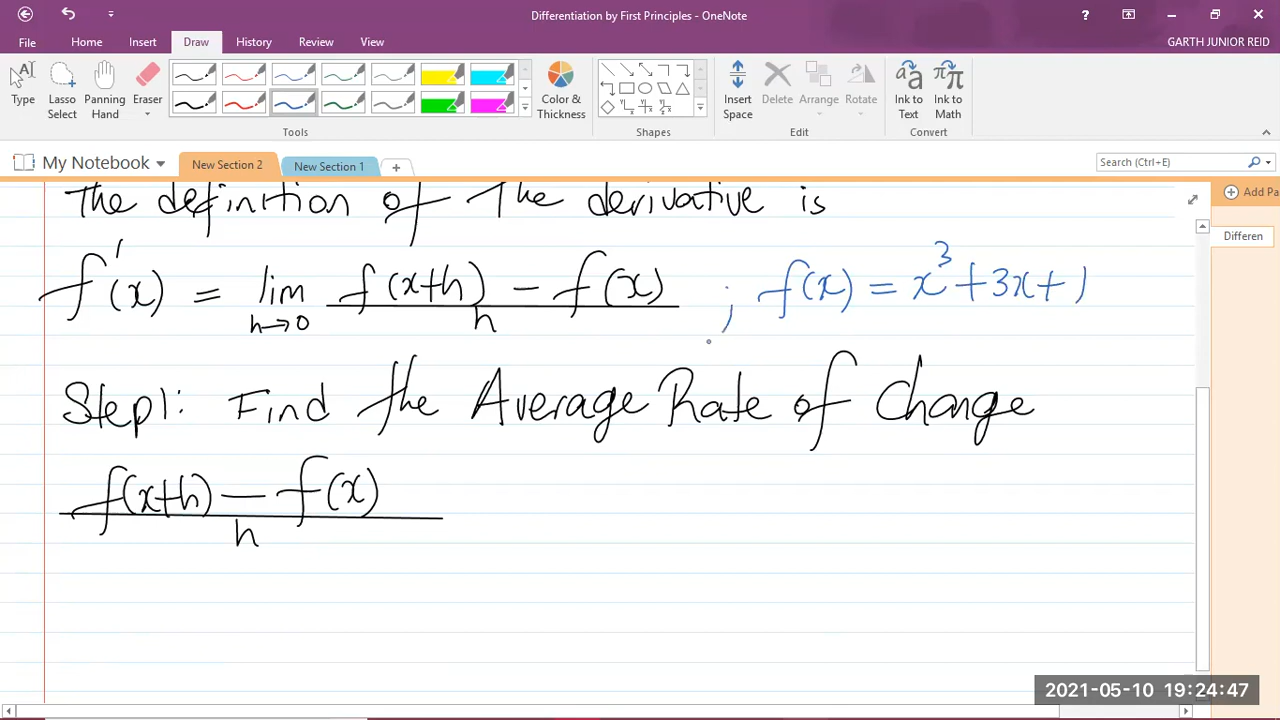 Differentiation by First Principles - OneNote
?
File Home Insert Draw History Review View
GARTH JUNIOR REID
Type
Lasso Select
Panning Hand
Eraser
Color & Thickness
Insert Space
Delete
Arrange
Rotate
Ink to Text
Ink to Math
Tools
Shapes
Edit
Convert
My Notebook
New Section 2
New Section 1
Search (Ctrl+E)
Add Pa
Differen
The definition of The derivative is
f'(x) = lim h→0 (f(x+h) - f(x))/h ; f(x) = x³+3x+1
Step1: Find the Average Rate of Change
(f(x+h) - f(x))/h
2021-05-10 19:24:47